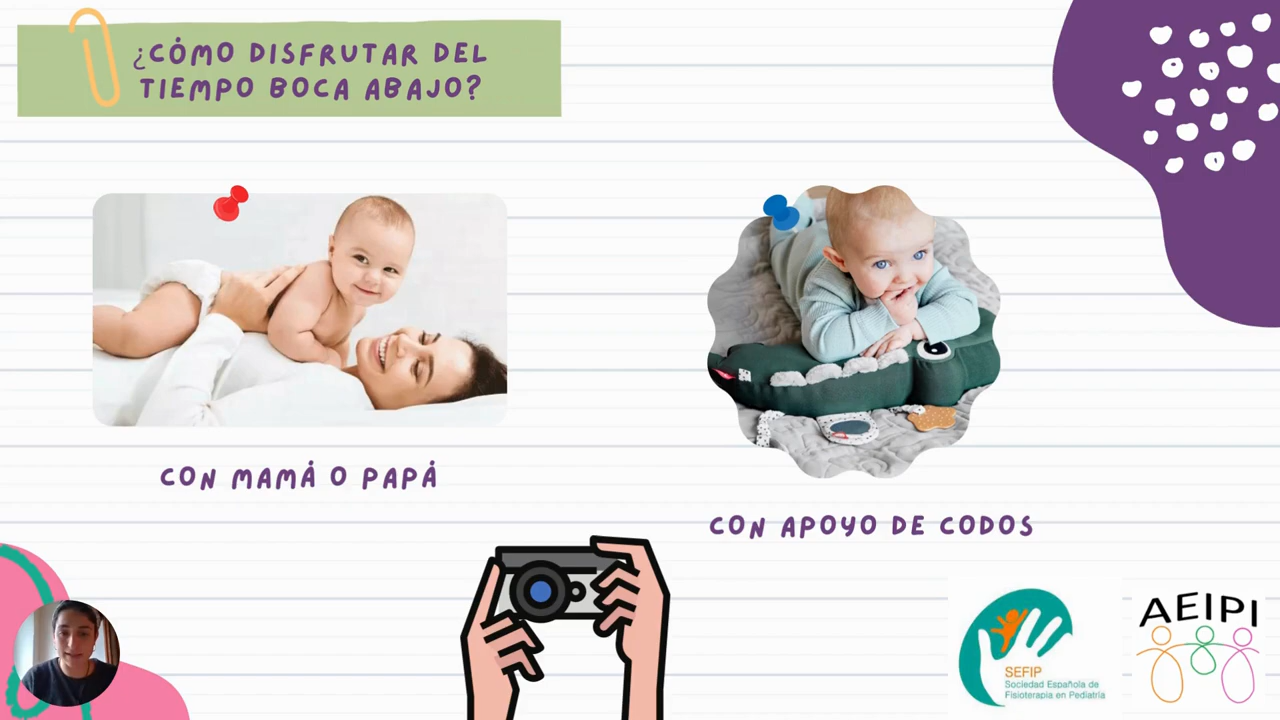 ¿CÓMO DISFRUTAR DEL
TIEMPO BOCA ABAJO?
CON MAMÁ O PAPÁ
CON APOYO DE CODOS
SEFIP
Sociedad Española de
Fisioterapia en Pediatría
AEIPI